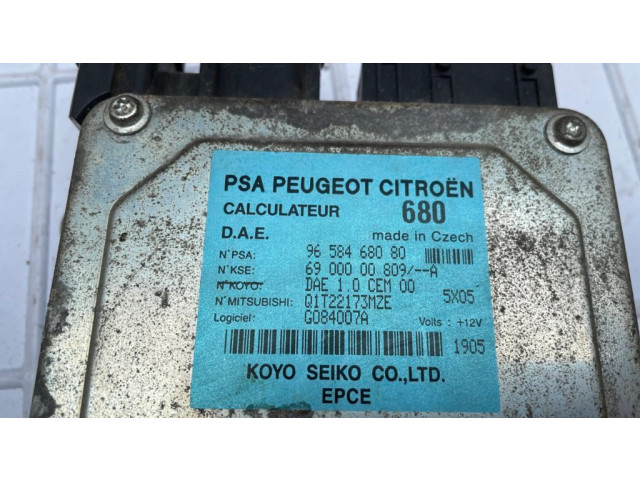 PSA PEUGEOT CITROËN
CALCULATEUR 680
D.A.E. made in Czech
N°PSA: 96 584 680 80
N°KSE: 69 000 00 809/--A
N°KOYO: DAE 1.0 CEM 00
N°MITSUBISHI: Q1T22173MZE 5X05
Logiciel: G084007A Volts : +12V
1905
KOYO SEIKO CO.,LTD.
EPCE